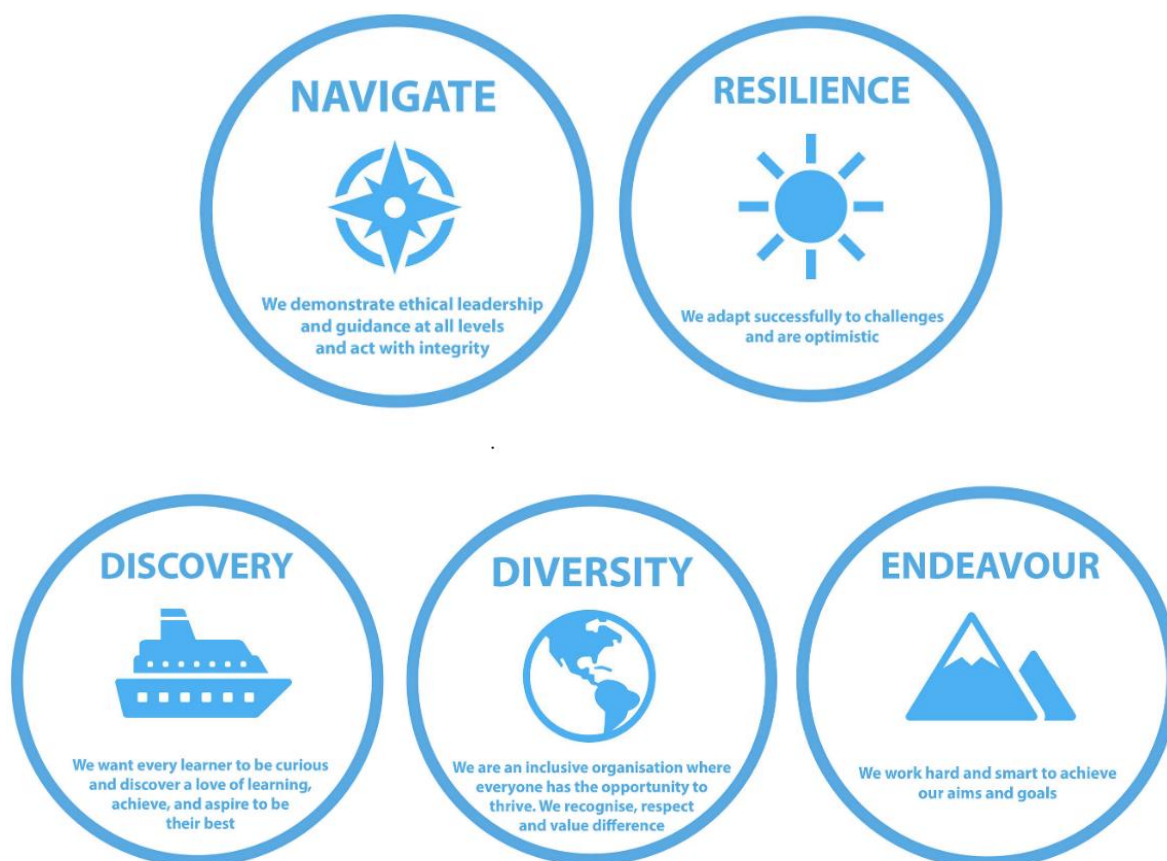 NAVIGATE
We demonstrate ethical leadership
and guidance at all levels
and act with integrity
RESILIENCE
We adapt successfully to challenges
and are optimistic
.
DISCOVERY
We want every learner to be curious
and discover a love of learning,
achieve, and aspire to be
their best
DIVERSITY
We are an inclusive organisation where
everyone has the opportunity to
thrive. We recognise, respect
and value difference
ENDEAVOUR
We work hard and smart to achieve
our aims and goals